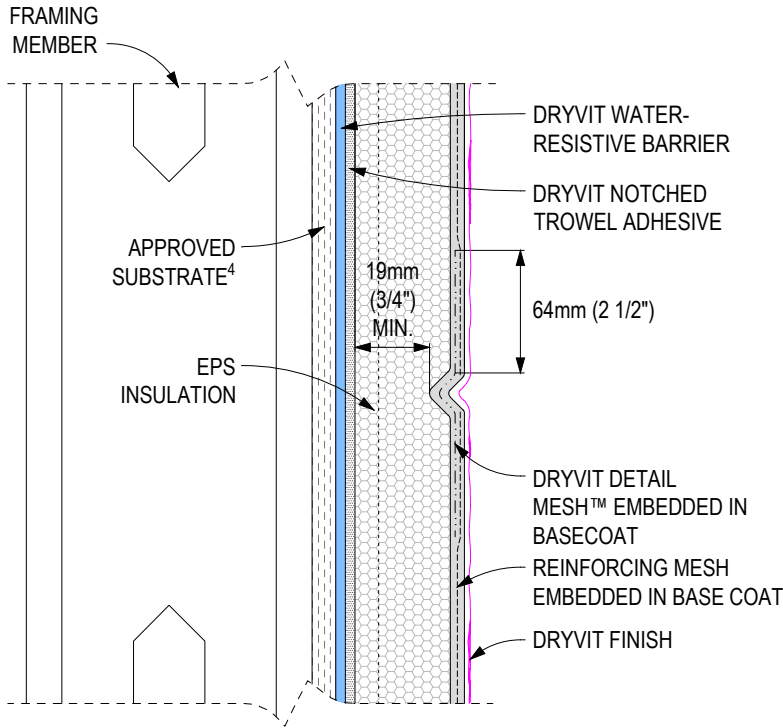 FRAMING
MEMBER
DRYVIT WATER-
RESISTIVE BARRIER
DRYVIT NOTCHED
TROWEL ADHESIVE
APPROVED
SUBSTRATE4
19mm
(3/4")
MIN.
64mm (2 1/2")
EPS
INSULATION
DRYVIT DETAIL
MESH™ EMBEDDED IN
BASECOAT
REINFORCING MESH
EMBEDDED IN BASE COAT
DRYVIT FINISH